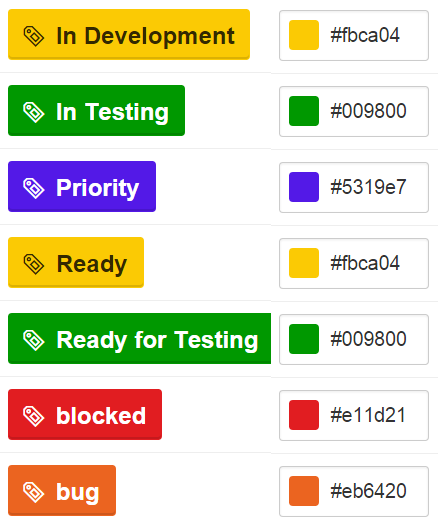 In Development #fbca04
In Testing #009800
Priority #5319e7
Ready #fbca04
Ready for Testing #009800
blocked #e11d21
bug #eb6420